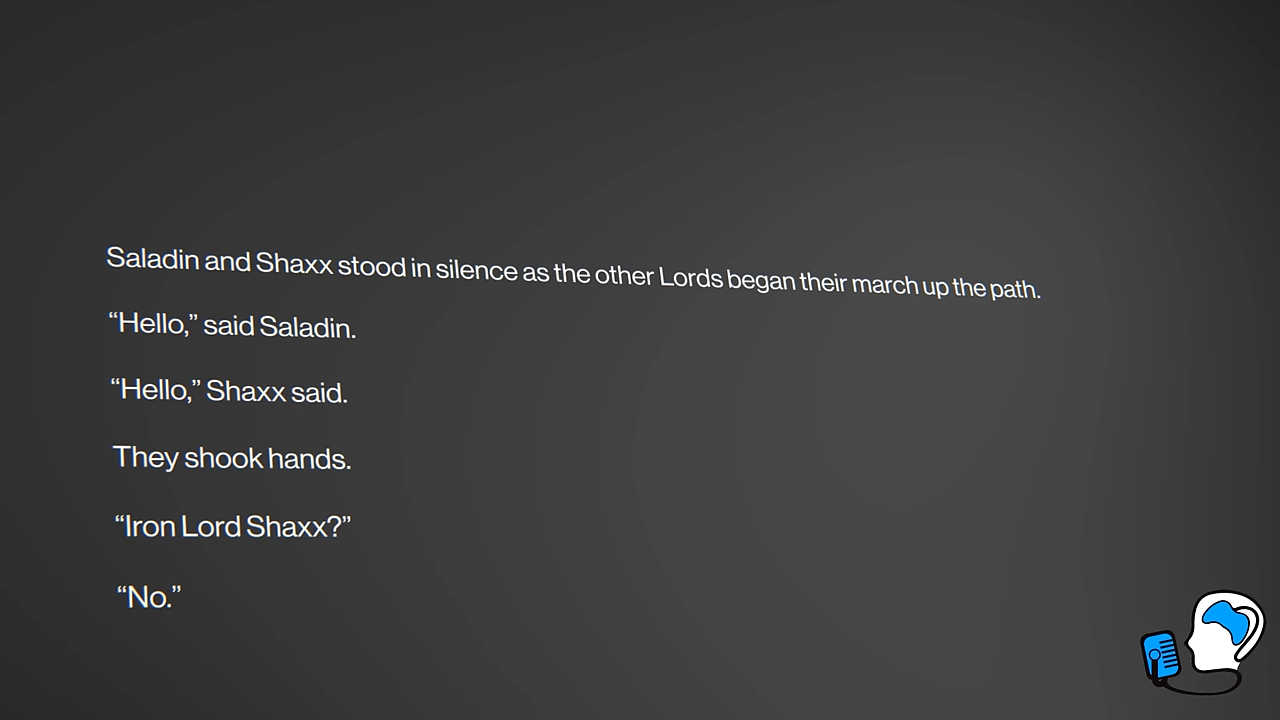 Saladin and Shaxx stood in silence as the other Lords began their march up the path.
“Hello,” said Saladin.
“Hello,” Shaxx said.
They shook hands.
“Iron Lord Shaxx?”
“No.”